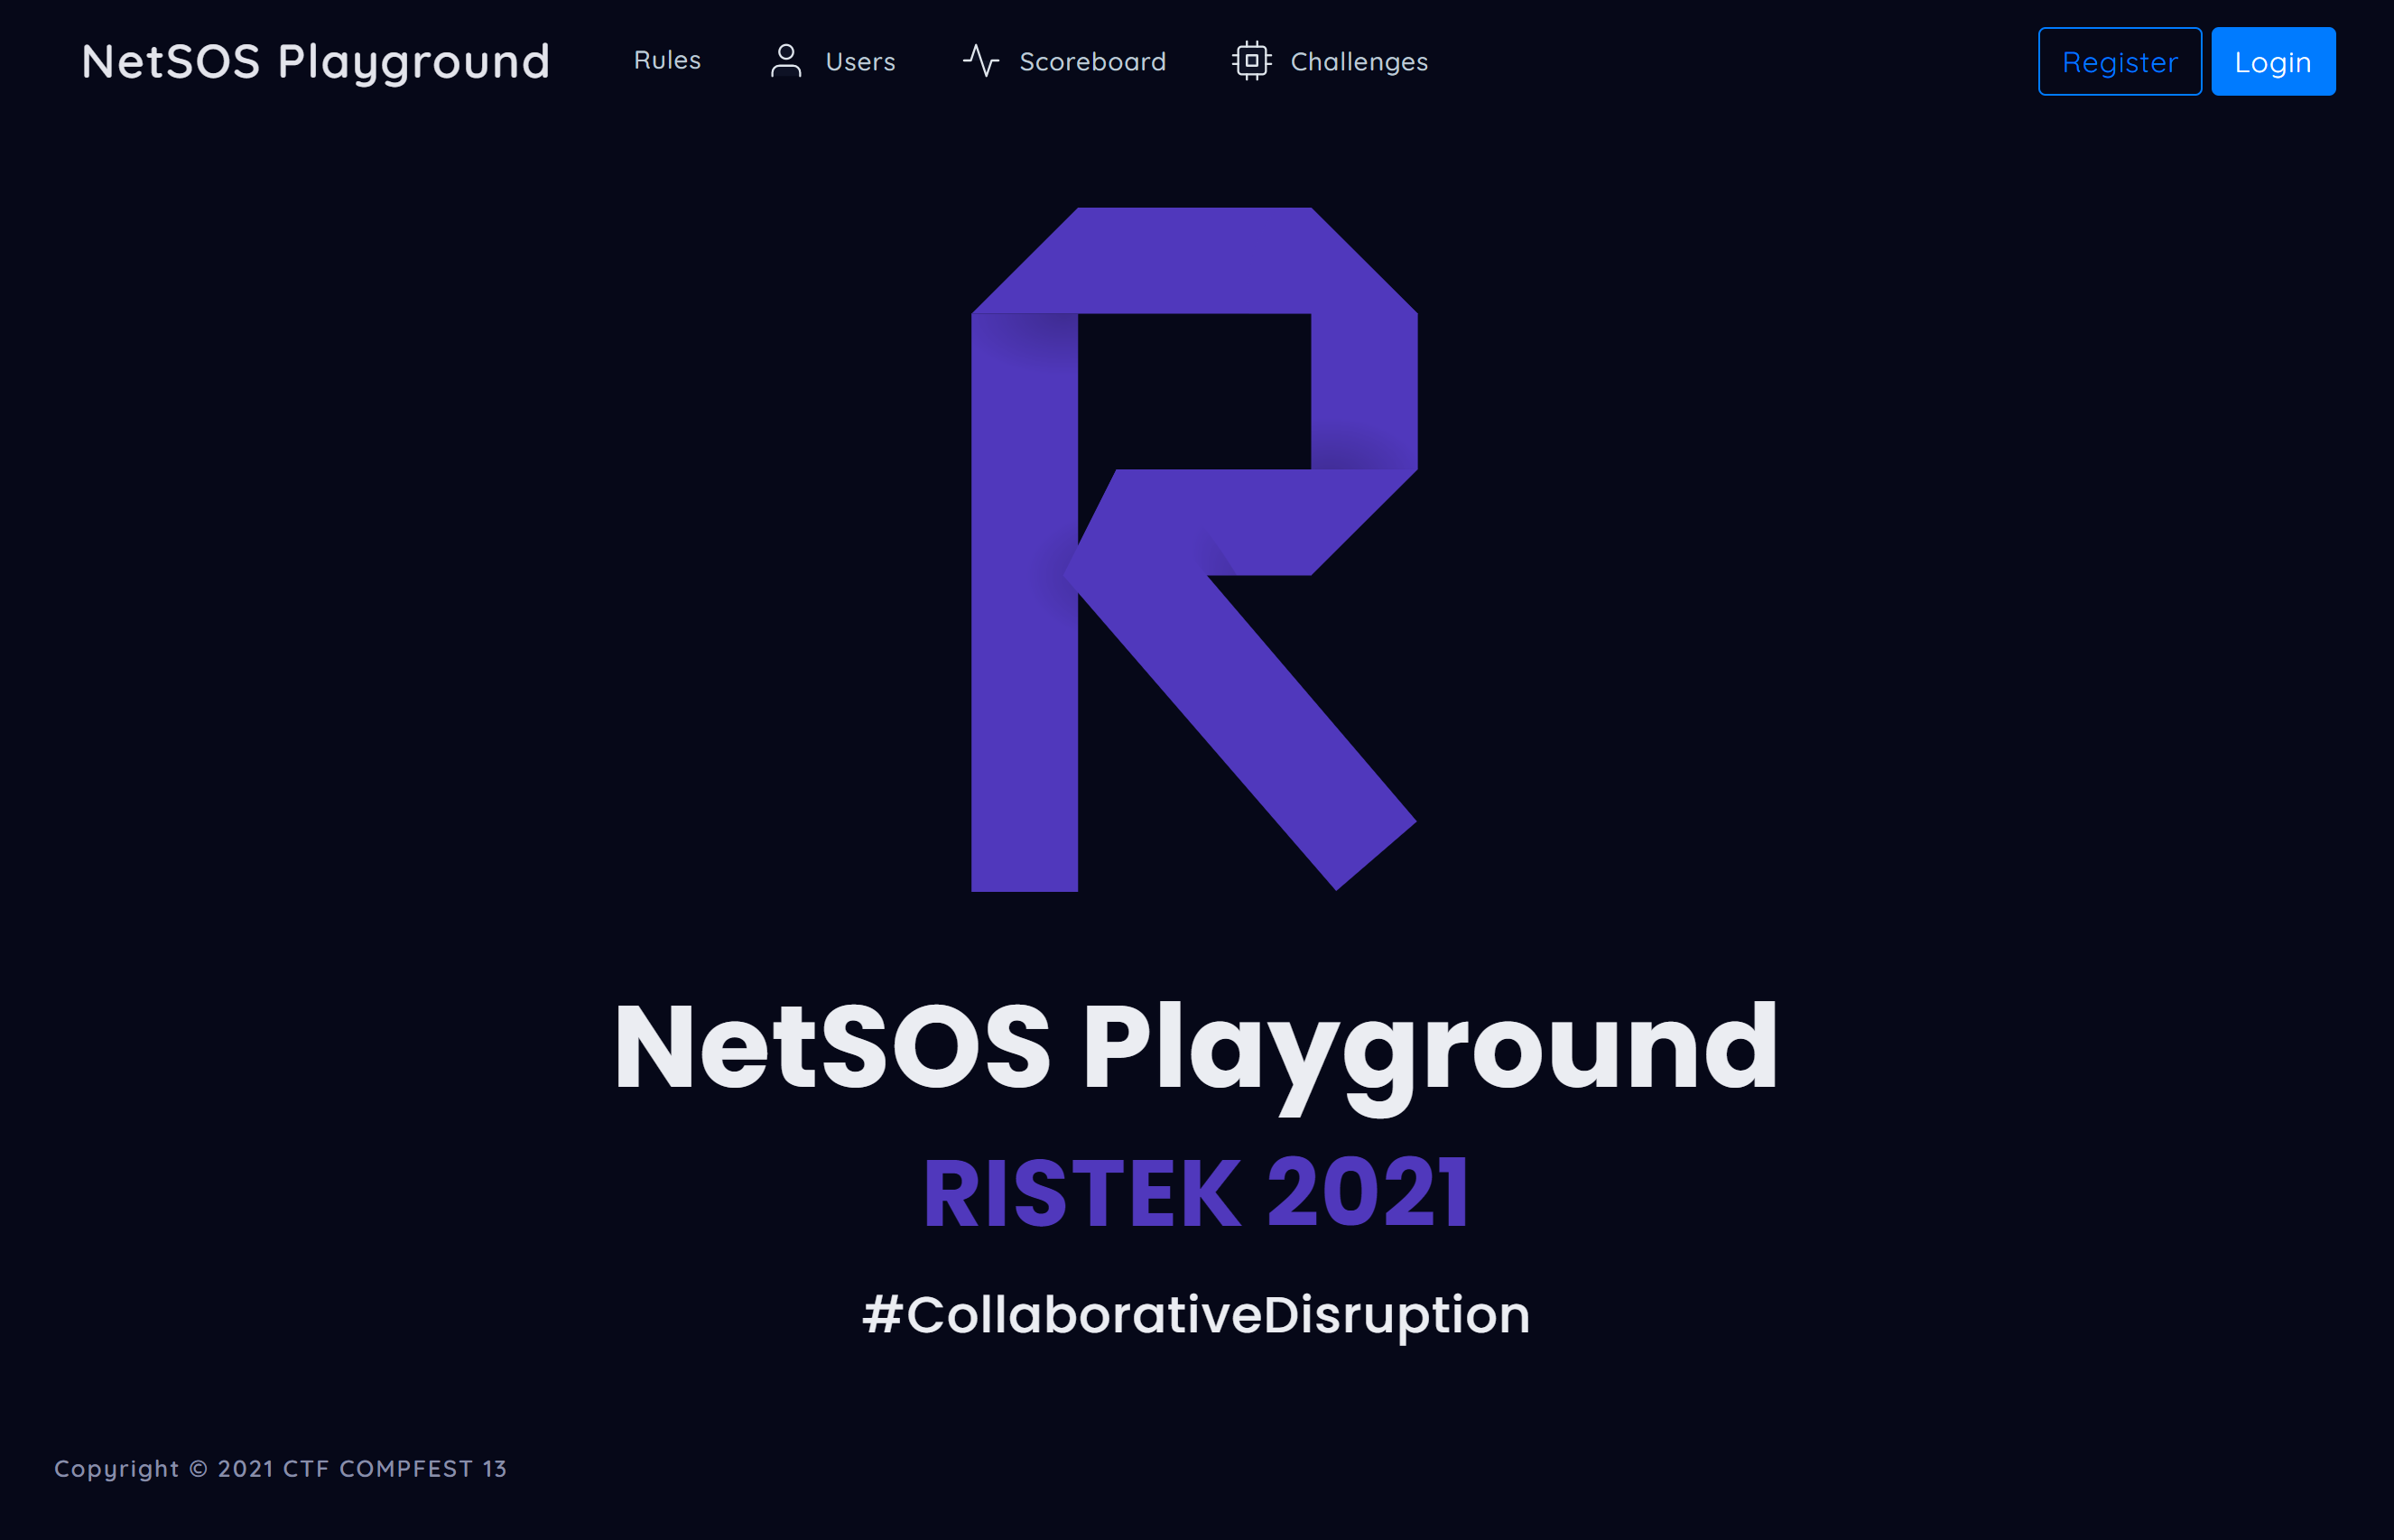 NetSOS Playground
Rules
Users
Scoreboard
Challenges
Register
Login
NetSOS Playground
RISTEK 2021
#CollaborativeDisruption
Copyright © 2021 CTF COMPFEST 13